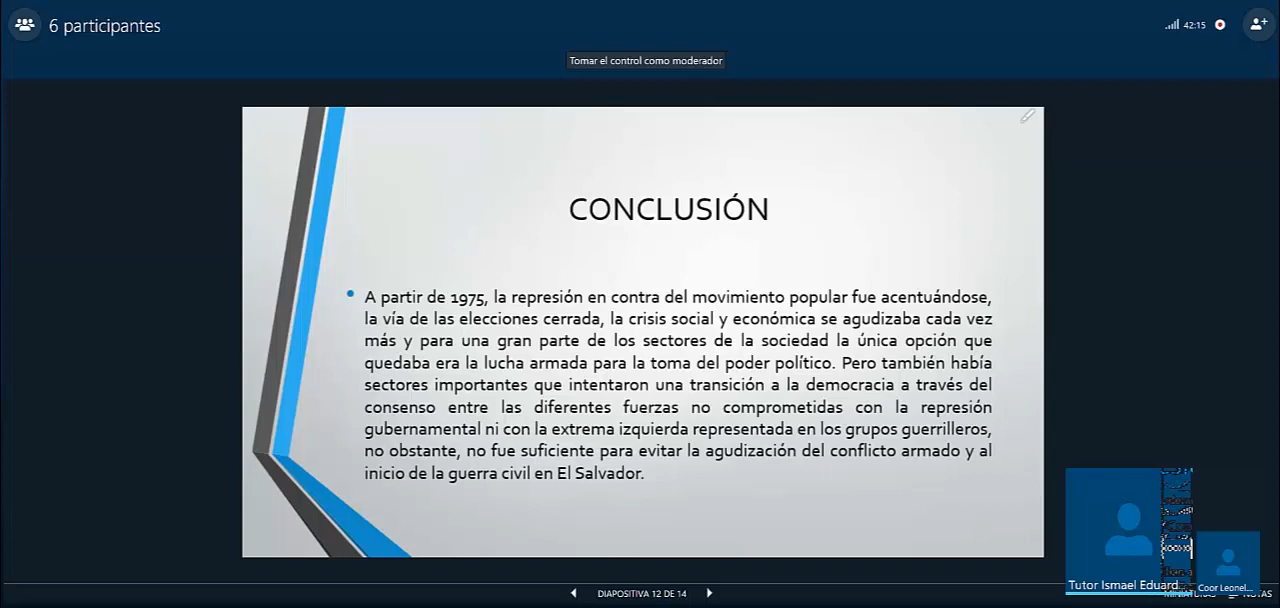 6 participantes
42:15
Tomar el control como moderador
CONCLUSIÓN
• A partir de 1975, la represión en contra del movimiento popular fue acentuándose,
la vía de las elecciones cerrada, la crisis social y económica se agudizaba cada vez
más y para una gran parte de los sectores de la sociedad la única opción que
quedaba era la lucha armada para la toma del poder político. Pero también había
sectores importantes que intentaron una transición a la democracia a través del
consenso entre las diferentes fuerzas no comprometidas con la represión
gubernamental ni con la extrema izquierda representada en los grupos guerrilleros,
no obstante, no fue suficiente para evitar la agudización del conflicto armado y al
inicio de la guerra civil en El Salvador.
Tutor Ismael Eduard...
Coor Leonel...
DIAPOSITIVA 12 DE 14
NOTAS